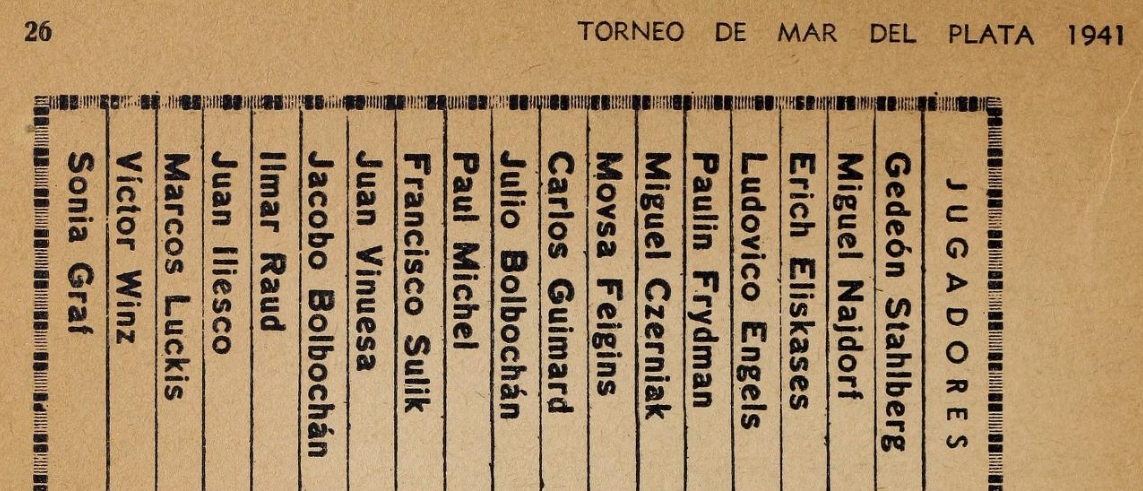 26
TORNEO DE MAR DEL PLATA 1941
JUGADORES
Gedeón Stahlberg
Miguel Najdorf
Erich Eliskases
Ludovico Engels
Paulin Frydman
Miguel Czerniak
Movsa Feigins
Carlos Guimard
Julio Bolbochán
Paul Michel
Francisco Sulik
Juan Vinuesa
Jacobo Bolbochán
Ilmar Raud
Juan Iliesco
Marcos Luckis
Víctor Winz
Sonia Graf